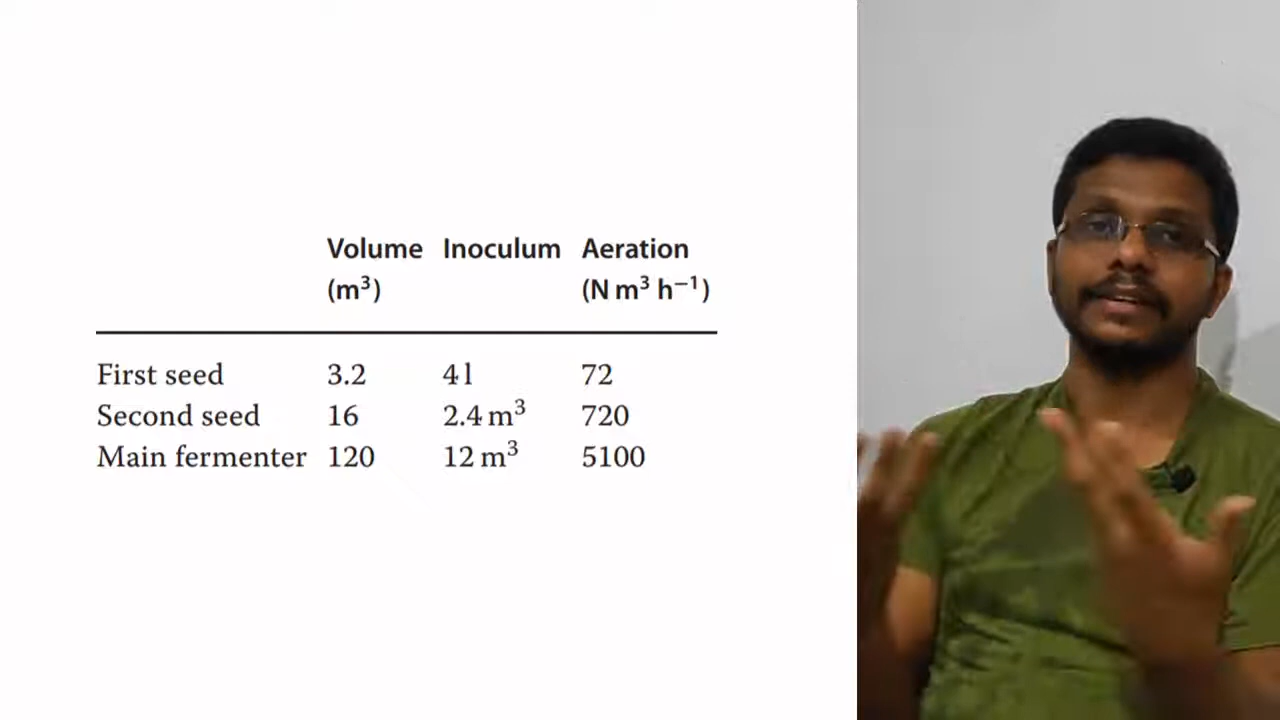 Volume Inoculum Aeration
(m³) (N m³ h⁻¹)
First seed 3.2 4 l 72
Second seed 16 2.4 m³ 720
Main fermenter 120 12 m³ 5100